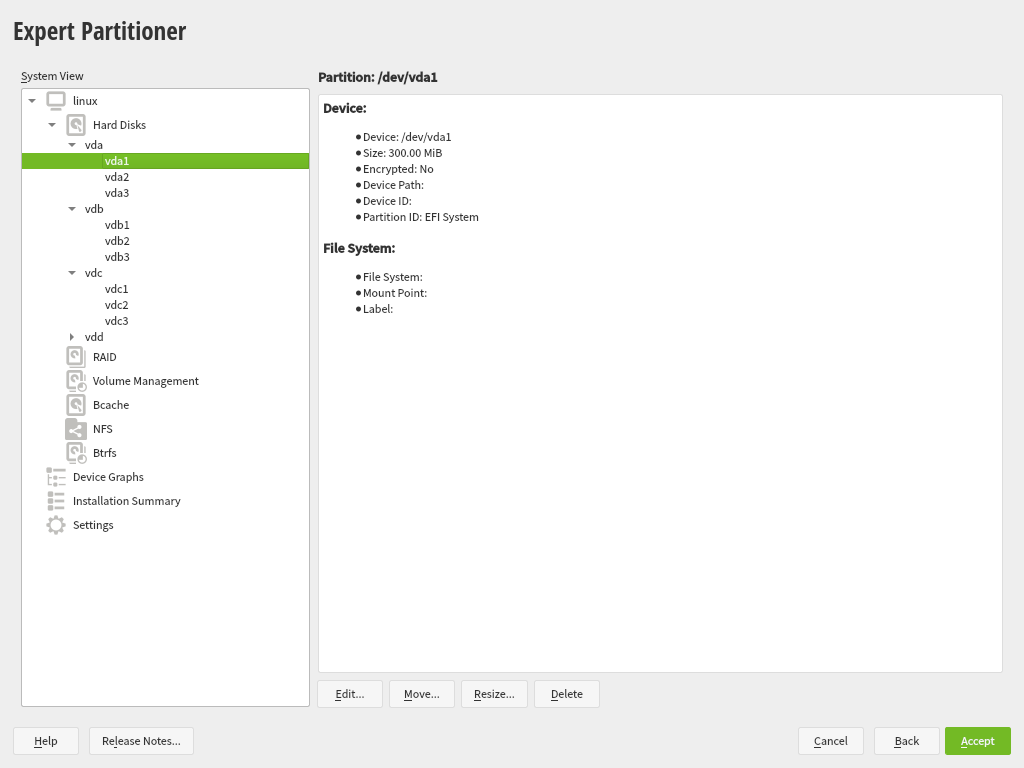 Expert Partitioner
System View
linux
Hard Disks
vda
vda1
vda2
vda3
vdb
vdb1
vdb2
vdb3
vdc
vdc1
vdc2
vdc3
vdd
RAID
Volume Management
Bcache
NFS
Btrfs
Device Graphs
Installation Summary
Settings
Partition: /dev/vda1
Device:
● Device: /dev/vda1
● Size: 300.00 MiB
● Encrypted: No
● Device Path:
● Device ID:
● Partition ID: EFI System
File System:
● File System:
● Mount Point:
● Label:
Edit... Move... Resize... Delete
Help Release Notes... Cancel Back Accept